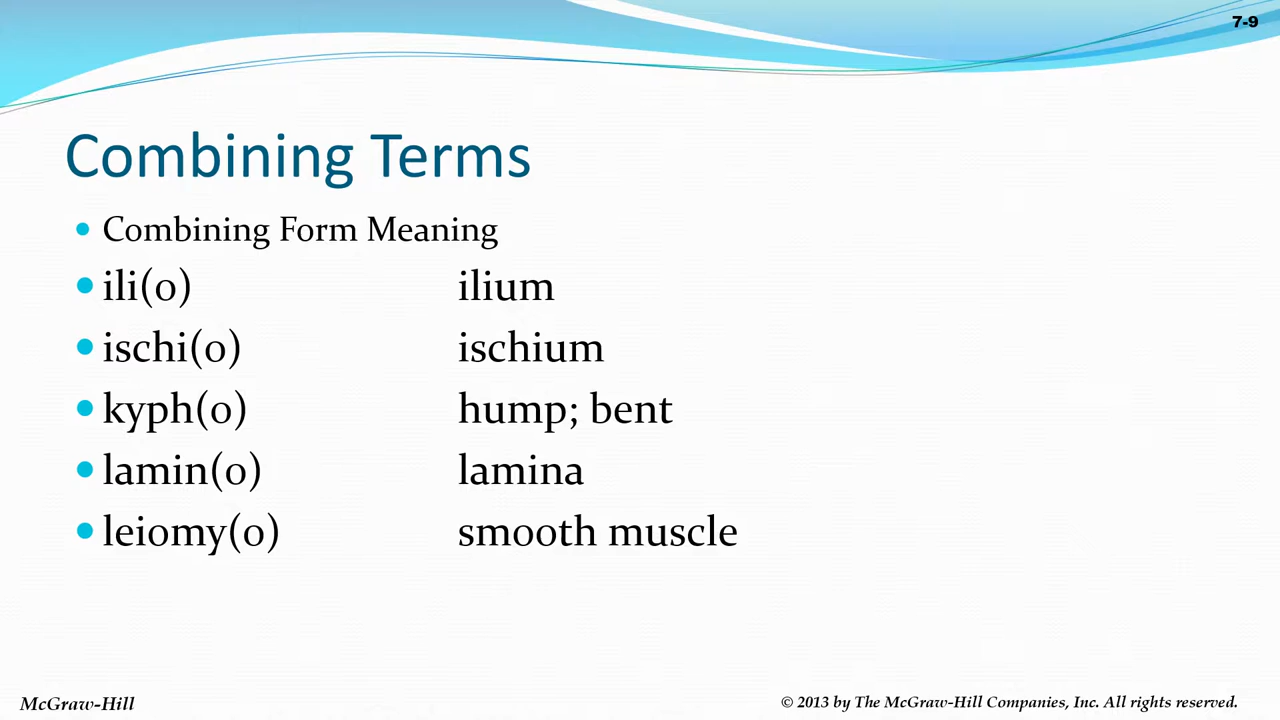 7-9
Combining Terms
Combining Form Meaning
ili(o) ilium
ischi(o) ischium
kyph(o) hump; bent
lamin(o) lamina
leiomy(o) smooth muscle
McGraw-Hill © 2013 by The McGraw-Hill Companies, Inc. All rights reserved.